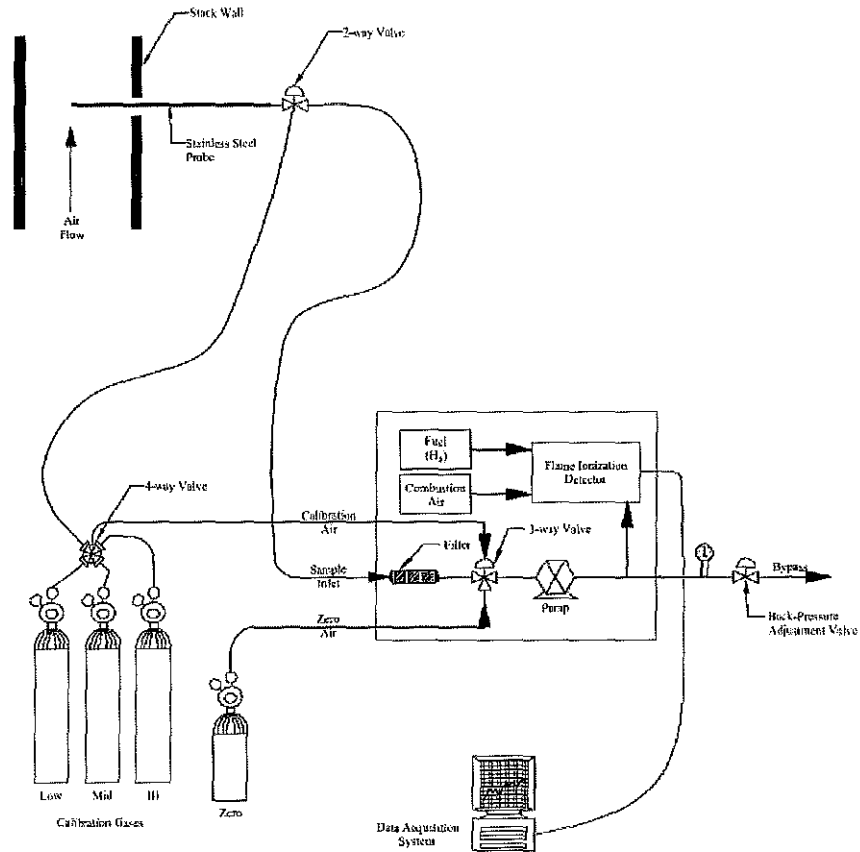 Stack Wall
2-way Valve
Stainless Steel
Probe
Air
Flow
Fuel
(H₂)
Flame Ionization
Detector
Combustion
Air
4-way Valve
Calibration
Air
Filter
3-way Valve
Sample
Inlet
Pump
Bypass
Zero
Air
Back-Pressure
Adjustment Valve
Low
Mid
Hi
Zero
Calibration Gases
Data Acquisition
System